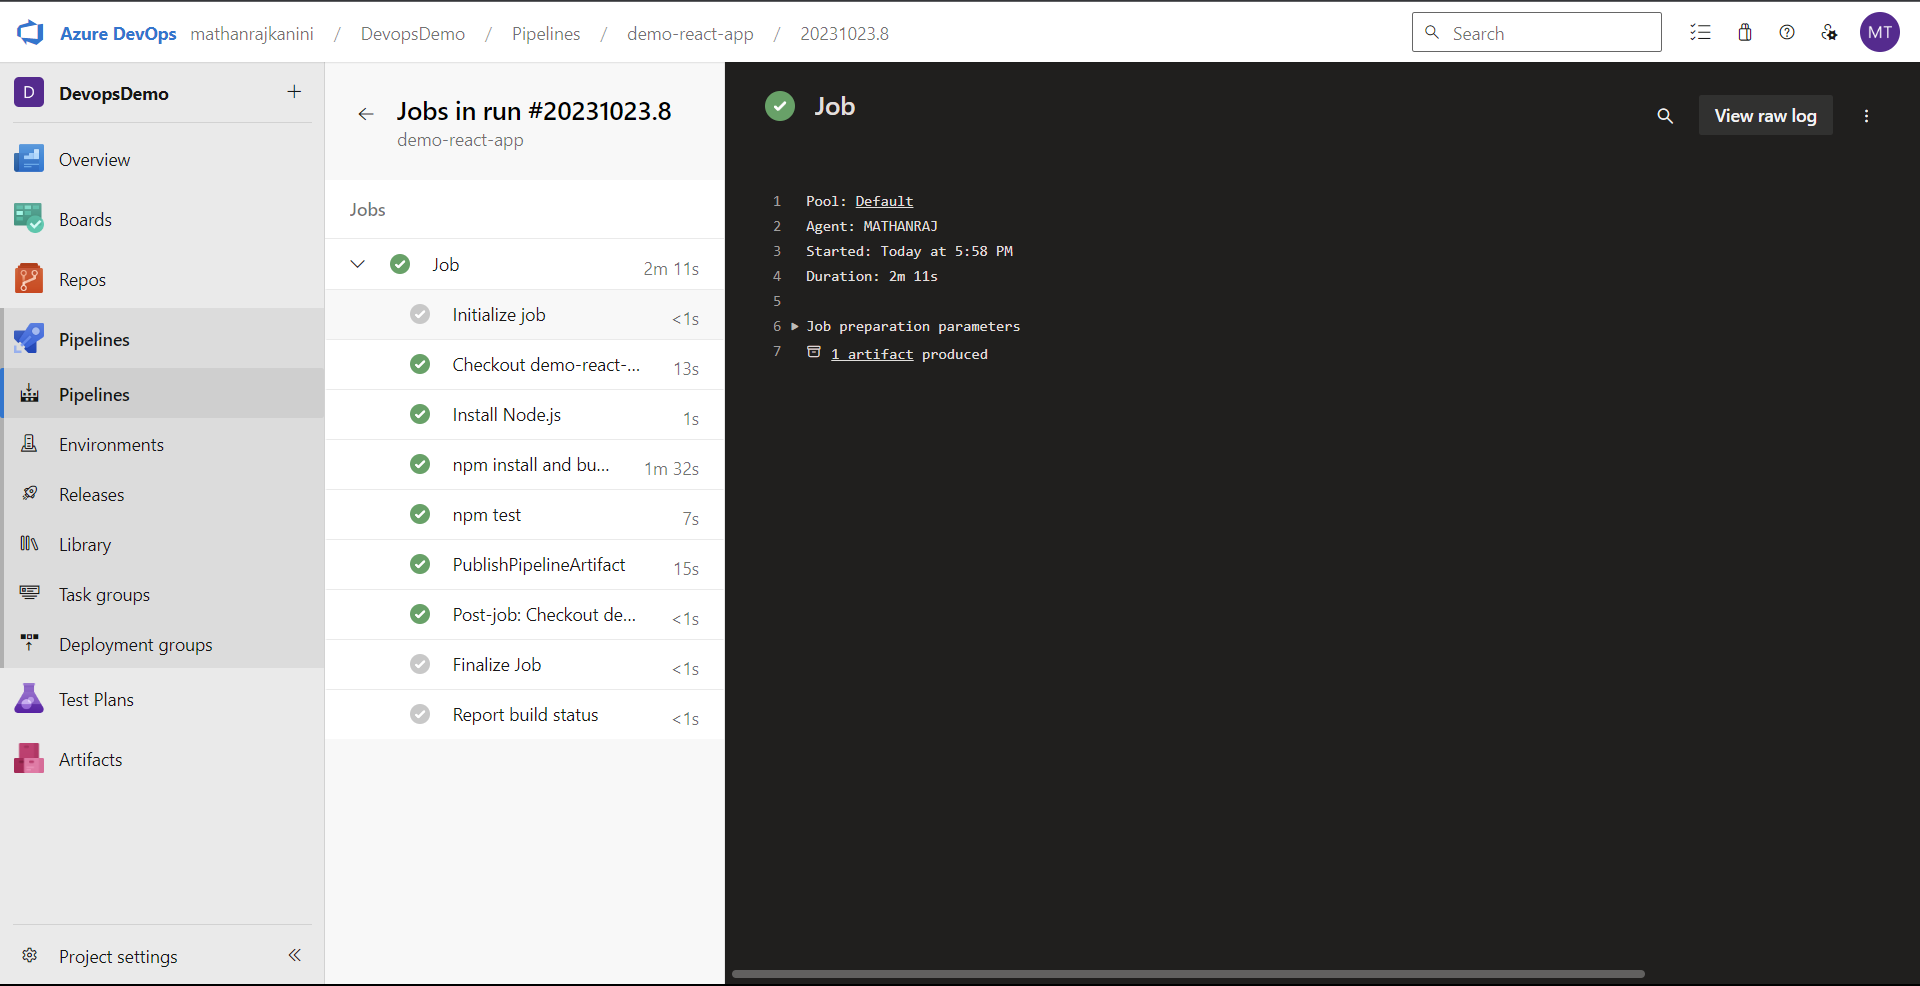 Azure DevOps mathanrajkanini / DevopsDemo / Pipelines / demo-react-app / 20231023.8
Search
MT
D DevopsDemo
Overview
Boards
Repos
Pipelines
Pipelines
Environments
Releases
Library
Task groups
Deployment groups
Test Plans
Artifacts
Project settings
Jobs in run #20231023.8
demo-react-app
Jobs
Job 2m 11s
Initialize job <1s
Checkout demo-react-... 13s
Install Node.js 1s
npm install and bu... 1m 32s
npm test 7s
PublishPipelineArtifact 15s
Post-job: Checkout de... <1s
Finalize Job <1s
Report build status <1s
Job
View raw log
1 Pool: Default
2 Agent: MATHANRAJ
3 Started: Today at 5:58 PM
4 Duration: 2m 11s
5
6 Job preparation parameters
7 1 artifact produced